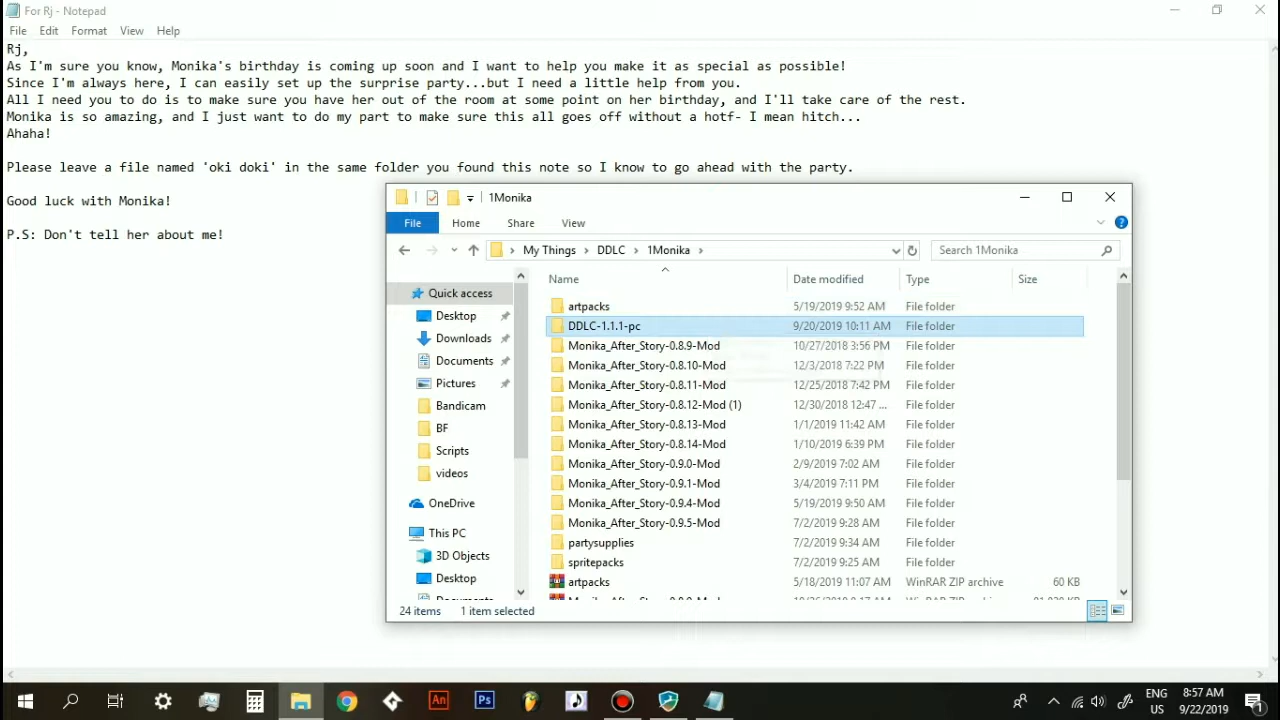 For Rj - Notepad
File Edit Format View Help
Rj,
As I'm sure you know, Monika's birthday is coming up soon and I want to help you make it as special as possible!
Since I'm always here, I can easily set up the surprise party...but I need a little help from you.
All I need you to do is to make sure you have her out of the room at some point on her birthday, and I'll take care of the rest.
Monika is so amazing, and I just want to do my part to make sure this all goes off without a hotf- I mean hitch...
Ahaha!
Please leave a file named 'oki doki' in the same folder you found this note so I know to go ahead with the party.
Good luck with Monika!
P.S: Don't tell her about me!
1Monika
File Home Share View
My Things > DDLC > 1Monika >
Search 1Monika
Quick access
Desktop
Downloads
Documents
Pictures
Bandicam
BF
Scripts
videos
OneDrive
This PC
3D Objects
Desktop
Documents
Name Date modified Type Size
artpacks 5/19/2019 9:52 AM File folder
DDLC-1.1.1-pc 9/20/2019 10:11 AM File folder
Monika_After_Story-0.8.9-Mod 10/27/2018 3:56 PM File folder
Monika_After_Story-0.8.10-Mod 12/3/2018 7:22 PM File folder
Monika_After_Story-0.8.11-Mod 12/25/2018 7:42 PM File folder
Monika_After_Story-0.8.12-Mod (1) 12/30/2018 12:47 ... File folder
Monika_After_Story-0.8.13-Mod 1/1/2019 11:42 AM File folder
Monika_After_Story-0.8.14-Mod 1/10/2019 6:39 PM File folder
Monika_After_Story-0.9.0-Mod 2/9/2019 7:02 AM File folder
Monika_After_Story-0.9.1-Mod 3/4/2019 7:11 PM File folder
Monika_After_Story-0.9.4-Mod 5/19/2019 9:50 AM File folder
Monika_After_Story-0.9.5-Mod 7/2/2019 9:28 AM File folder
partysupplies 7/2/2019 9:34 AM File folder
spritepacks 7/2/2019 9:25 AM File folder
artpacks 5/18/2019 11:07 AM WinRAR ZIP archive 60 KB
24 items 1 item selected
An
Ps
ENG
US
8:57 AM
9/22/2019
1